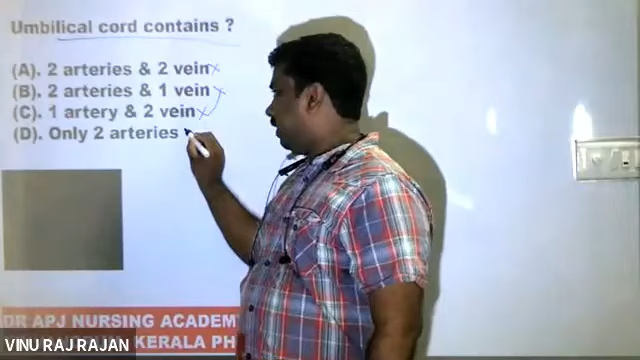 Umbilical cord contains ?
(A). 2 arteries & 2 vein
(B). 2 arteries & 1 vein
(C). 1 artery & 2 vein
(D). Only 2 arteries
DR APJ NURSING ACADEM
VINU RAJ RAJAN
KERALA PH